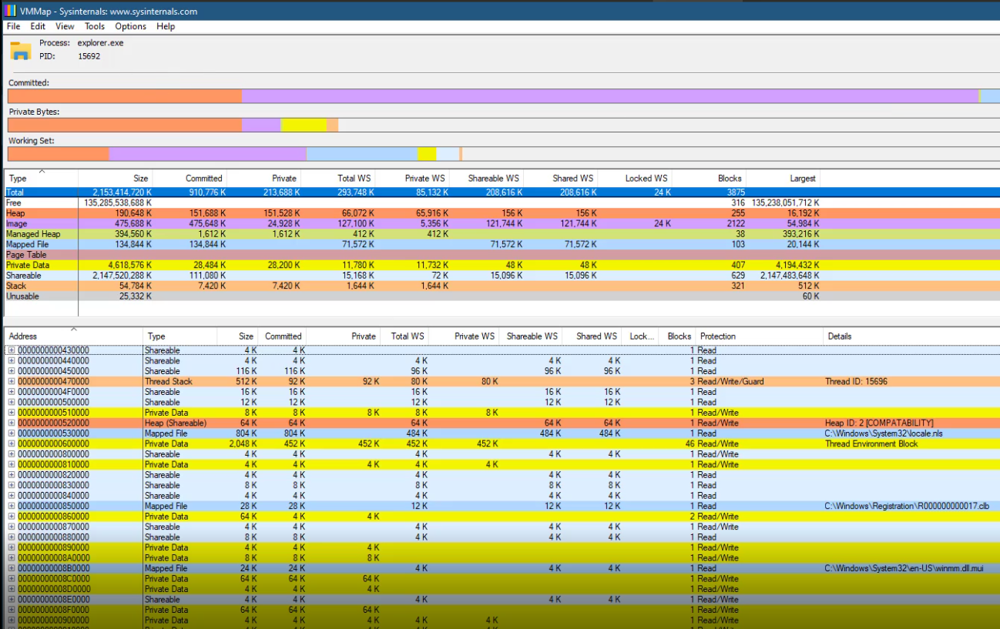 VMMap - Sysinternals: www.sysinternals.com
File Edit View Tools Options Help
Process: explorer.exe
PID: 15692
Committed:
Private Bytes:
Working Set:
Type Size Committed Private Total WS Private WS Shareable WS Shared WS Locked WS Blocks Largest
Total 2,153,414,720 K 910,776 K 213,688 K 293,748 K 85,132 K 208,616 K 208,616 K 24 K 3875
Free 135,285,538,688 K 316 135,238,051,712 K
Heap 190,648 K 151,688 K 151,528 K 66,072 K 65,916 K 156 K 156 K 255 16,192 K
Image 475,688 K 475,648 K 24,928 K 127,100 K 5,356 K 121,744 K 121,744 K 24 K 2122 54,984 K
Managed Heap 394,560 K 1,612 K 1,612 K 412 K 412 K 38 393,216 K
Mapped File 134,844 K 134,844 K 71,572 K 71,572 K 71,572 K 103 20,144 K
Page Table
Private Data 4,618,576 K 28,484 K 28,200 K 11,780 K 11,732 K 48 K 48 K 407 4,194,432 K
Shareable 2,147,520,288 K 111,080 K 15,168 K 72 K 15,096 K 15,096 K 629 2,147,483,648 K
Stack 54,784 K 7,420 K 7,420 K 1,644 K 1,644 K 321 512 K
Unusable 25,332 K 60 K
Address Type Size Committed Private Total WS Private WS Shareable WS Shared WS Lock... Blocks Protection Details
0000000000430000 Shareable 4 K 4 K 1 Read
0000000000440000 Shareable 4 K 4 K 4 K 4 K 4 K 1 Read
0000000000450000 Shareable 116 K 116 K 96 K 96 K 96 K 1 Read
0000000000470000 Thread Stack 512 K 92 K 92 K 80 K 80 K 3 Read/Write/Guard Thread ID: 15696
00000000004F0000 Shareable 16 K 16 K 16 K 16 K 16 K 1 Read
0000000000500000 Shareable 12 K 12 K 12 K 12 K 12 K 1 Read
0000000000510000 Private Data 8 K 8 K 8 K 8 K 8 K 1 Read/Write
0000000000520000 Heap (Shareable) 64 K 64 K 64 K 64 K 64 K 1 Read/Write Heap ID: 2 [COMPATABILITY]
0000000000530000 Mapped File 804 K 804 K 484 K 484 K 484 K 1 Read C:\Windows\System32\locale.nls
0000000000600000 Private Data 2,048 K 452 K 452 K 452 K 452 K 46 Read/Write Thread Environment Block
0000000000800000 Shareable 4 K 4 K 4 K 4 K 4 K 1 Read
0000000000810000 Private Data 4 K 4 K 4 K 4 K 4 K 1 Read/Write
0000000000820000 Shareable 4 K 4 K 4 K 4 K 4 K 1 Read
0000000000830000 Shareable 8 K 8 K 8 K 8 K 8 K 1 Read
0000000000840000 Shareable 4 K 4 K 4 K 4 K 4 K 1 Read
0000000000850000 Mapped File 28 K 28 K 12 K 12 K 12 K 1 Read C:\Windows\Registration\R000000000017.clb
0000000000860000 Private Data 64 K 4 K 4 K 2 Read/Write
0000000000870000 Shareable 4 K 4 K 4 K 4 K 4 K 1 Read/Write
0000000000880000 Shareable 8 K 8 K 4 K 4 K 4 K 1 Read
0000000000890000 Private Data 4 K 4 K 4 K 1 Read/Write
00000000008A0000 Private Data 8 K 8 K 8 K 1 Read/Write
00000000008B0000 Mapped File 24 K 24 K 4 K 4 K 4 K 1 Read C:\Windows\System32\en-US\winmm.dll.mui
00000000008C0000 Private Data 64 K 64 K 64 K 1 Read/Write
00000000008D0000 Private Data 4 K 4 K 4 K 1 Read/Write
00000000008E0000 Shareable 4 K 4 K 4 K 4 K 4 K 1 Read
00000000008F0000 Private Data 64 K 64 K 64 K 1 Read/Write
0000000000900000 Private Data 4 K 4 K 4 K 4 K 4 K 1 Read/Write